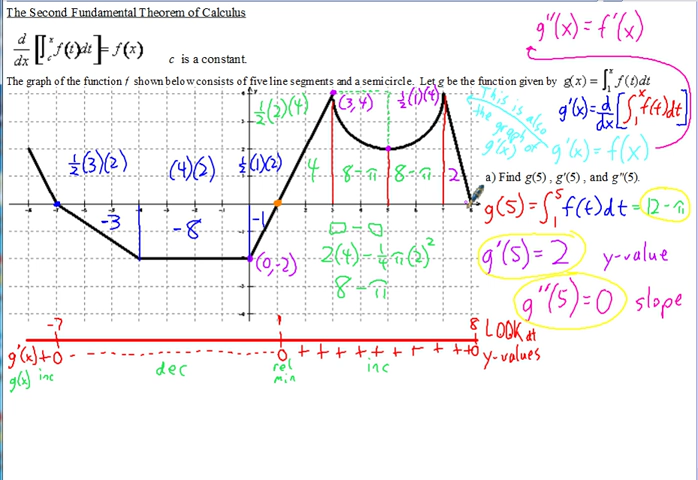 The Second Fundamental Theorem of Calculus
g''(x) = f'(x)
d/dx [∫_c^x f(t)dt] = f(x)
c is a constant.
The graph of the function f shown below consists of five line segments and a semicircle. Let g be the function given by g(x) = ∫_1^x f(t)dt
g'(x) = d/dx [∫_1^x f(t)dt]
This is also
the graph of
g'(x)
g'(x) = f(x)
½(2)(4)
(3,4)
½(1)(4)
½(3)(2)
(4)(2)
½(1)(2)
4
8-π
8-π
2
a) Find g(5), g'(5), and g''(5).
g(5) = ∫_1^5 f(t)dt = 12-π
-3
-8
-1
□ - ○
2(4) - ¼π(2)²
8-π
(0,-2)
g'(5) = 2
y-value
g''(5) = 0
slope
-7
1
8
LOOK at
y-values
g'(x) + 0 - - - - - - - - - - - - - - - - 0 + + + + + + + + + + 0
g(x) inc
dec
rel
min
inc